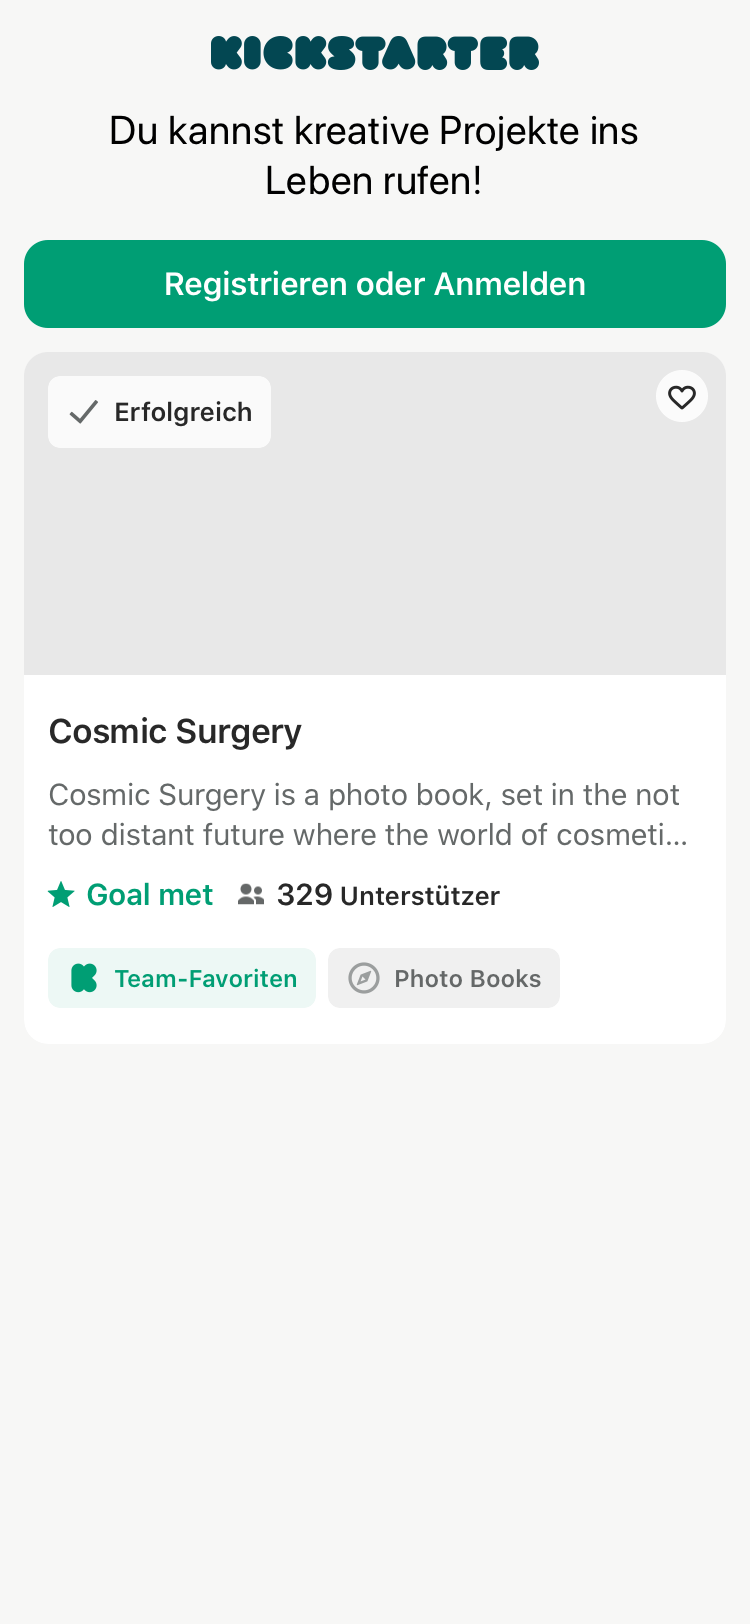 KICKSTARTER
Du kannst kreative Projekte ins
Leben rufen!
Registrieren oder Anmelden
Erfolgreich
Cosmic Surgery
Cosmic Surgery is a photo book, set in the not
too distant future where the world of cosmeti...
Goal met 329 Unterstützer
Team-Favoriten Photo Books